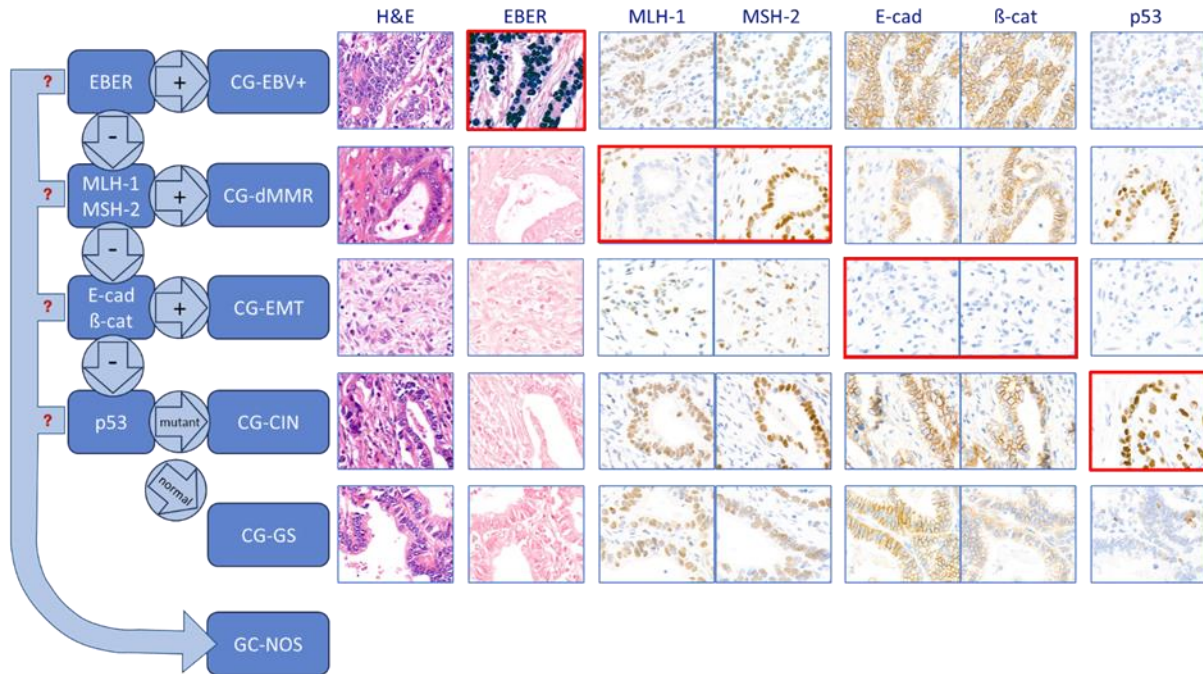 H&E EBER MLH-1 MSH-2 E-cad ß-cat p53
? EBER + CG-EBV+
-
? MLH-1 + CG-dMMR
MSH-2
-
? E-cad + CG-EMT
ß-cat
-
? p53 mutant CG-CIN
normal
CG-GS
GC-NOS